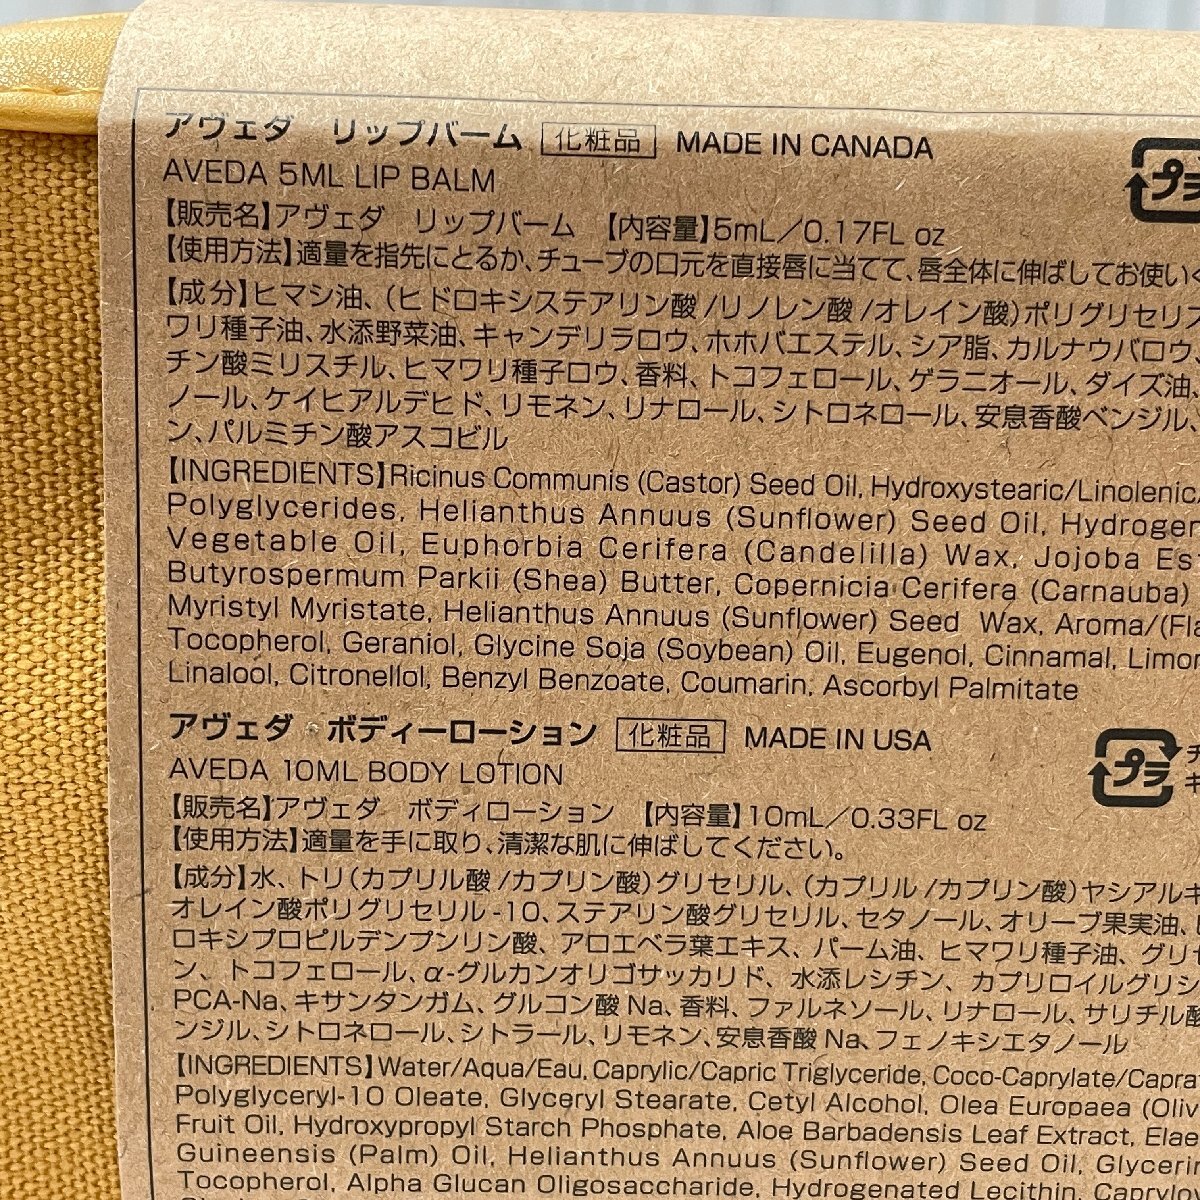 アヴェダ リップバーム 化粧品 MADE IN CANADA
プラ
AVEDA 5ML LIP BALM
【販売名】アヴェダ リップバーム 【内容量】5mL/0.17FL oz
【使用方法】適量を指先にとるか、チューブの口元を直接唇に当てて、唇全体に伸ばしてお使い
【成分】ヒマシ油、(ヒドロキシステアリン酸/リノレン酸/オレイン酸)ポリグリセリズ
ワリ種子油、水添野菜油、キャンデリラロウ、ホホバエステル、シア脂、カルナウバロウ、
チン酸ミリスチル、ヒマワリ種子ロウ、香料、トコフェロール、ゲラニオール、ダイズ油、
ノール、ケイヒアルデヒド、リモネン、リナロール、シトロネロール、安息香酸ベンジル、
ン、パルミチン酸アスコビル
【INGREDIENTS】Ricinus Communis (Castor) Seed Oil, Hydroxystearic/Linolenic
Polyglycerides, Helianthus Annuus (Sunflower) Seed Oil, Hydrogen
Vegetable Oil, Euphorbia Cerifera (Candelilla) Wax, Jojoba Es
Butyrospermum Parkii (Shea) Butter, Copernicia Cerifera (Carnauba)
Myristyl Myristate, Helianthus Annuus (Sunflower) Seed Wax, Aroma/(Fla
Tocopherol, Geraniol, Glycine Soja (Soybean) Oil, Eugenol, Cinnamal, Limon
Linalool, Citronellol, Benzyl Benzoate, Coumarin, Ascorbyl Palmitate
アヴェダ ボディーローション 化粧品 MADE IN USA
プラ
AVEDA 10ML BODY LOTION
【販売名】アヴェダ ボディローション 【内容量】10mL/0.33FL oz
【使用方法】適量を手に取り、清潔な肌に伸ばしてください。
【成分】水、トリ(カプリル酸/カプリン酸)グリセリル、(カプリル/カプリン酸)ヤシアルキ
オレイン酸ポリグリセリル-10、ステアリン酸グリセリル、セタノール、オリーブ果実油、
ロキシプロピルデンプンリン酸、アロエベラ葉エキス、パーム油、ヒマワリ種子油、グリセ
ン、トコフェロール、α-グルカンオリゴサッカリド、水添レシチン、カプリロイルグリシ
PCA-Na、キサンタンガム、グルコン酸Na、香料、ファルネソール、リナロール、サリチル酸
ンジル、シトロネロール、シトラール、リモネン、安息香酸Na、フェノキシエタノール
【INGREDIENTS】Water/Aqua/Eau, Caprylic/Capric Triglyceride, Coco-Caprylate/Caprat
Polyglyceryl-10 Oleate, Glyceryl Stearate, Cetyl Alcohol, Olea Europaea (Oliv
Fruit Oil, Hydroxypropyl Starch Phosphate, Aloe Barbadensis Leaf Extract, Elae
Guineensis (Palm) Oil, Helianthus Annuus (Sunflower) Seed Oil, Glycerin
Tocopherol, Alpha Glucan Oligosaccharide, Hydrogenated Lecithin, Caprylo